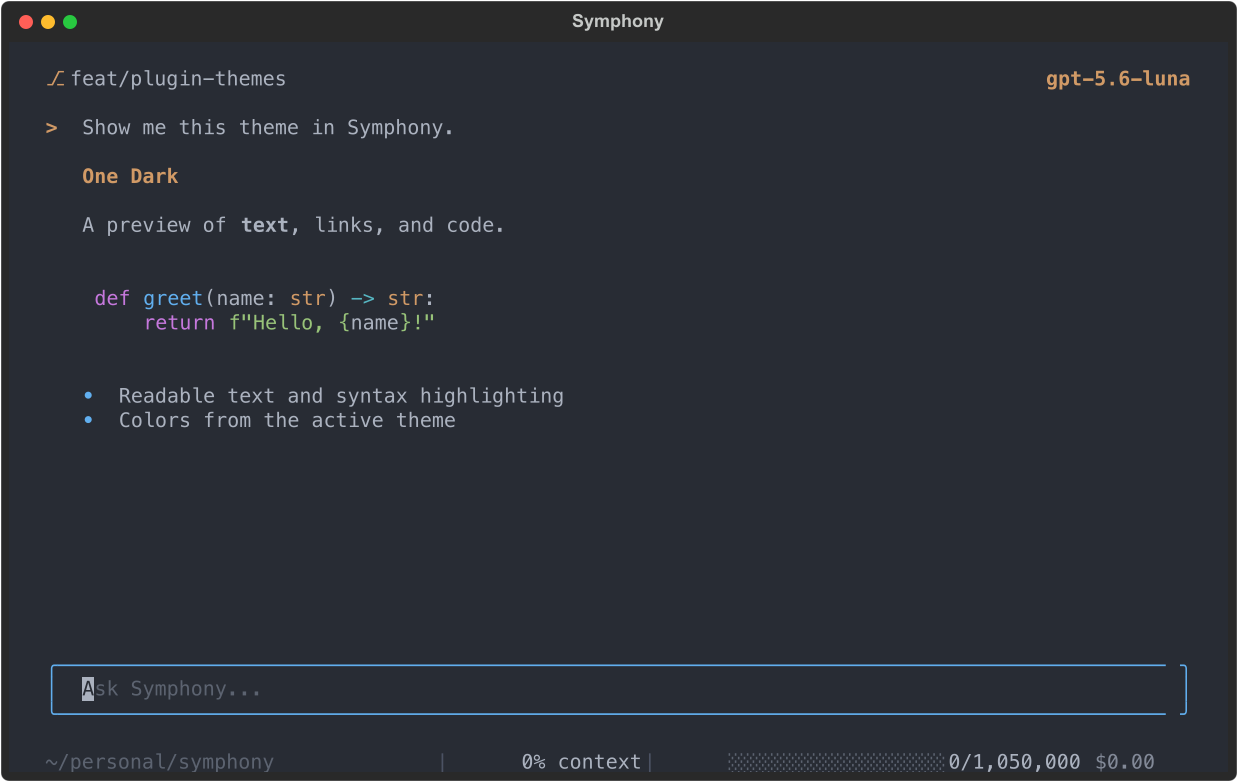 Symphony
feat/plugin-themes gpt-5.6-luna
> Show me this theme in Symphony.
One Dark
A preview of text, links, and code.
def greet(name: str) -> str:
    return f"Hello, {name}!"
• Readable text and syntax highlighting
• Colors from the active theme
Ask Symphony...
~/personal/symphony | 0% context | 0/1,050,000 $0.00